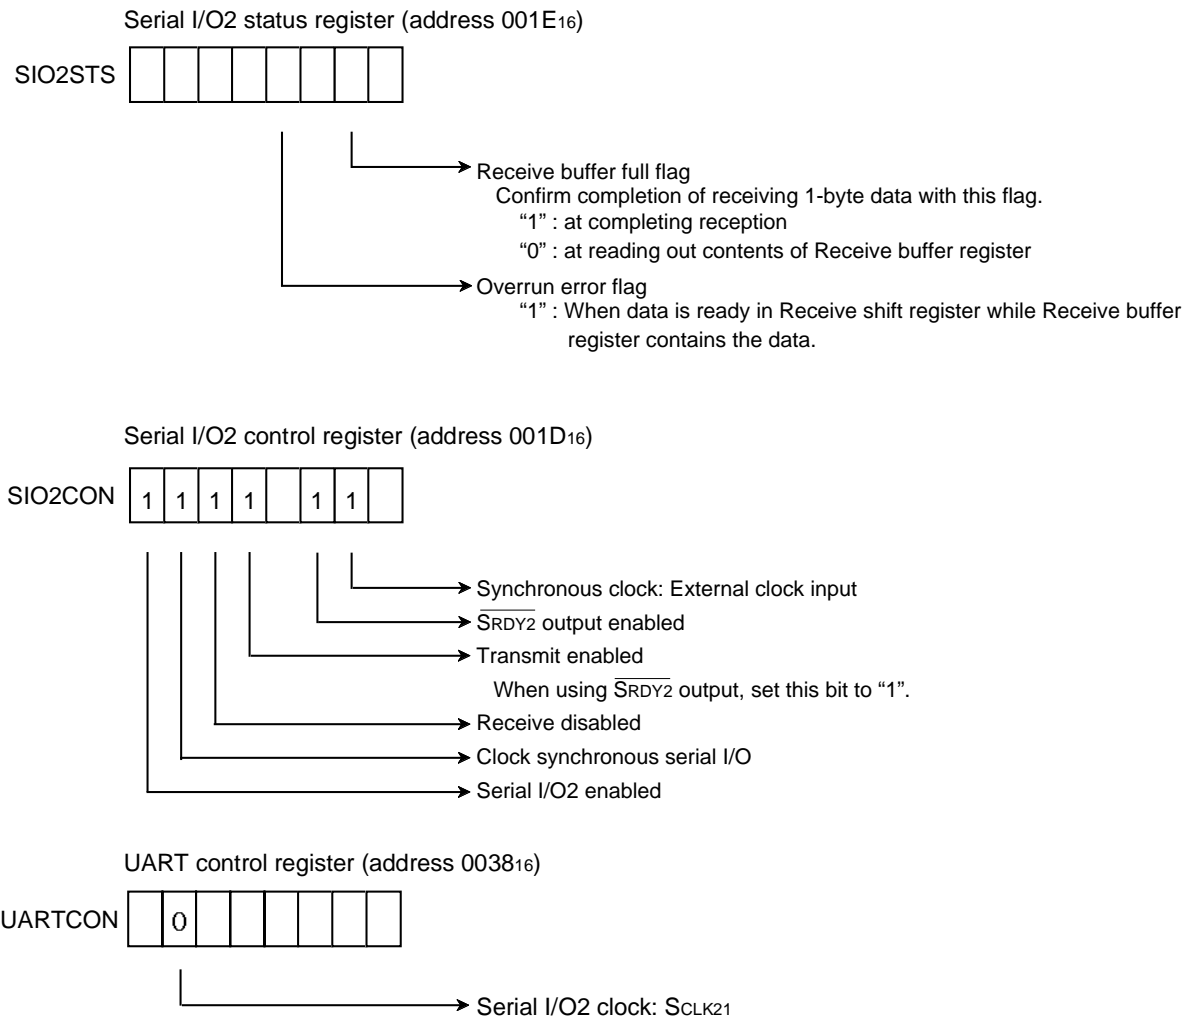 Serial I/O2 status register (address 001E16)
SIO2STS
Receive buffer full flag
Confirm completion of receiving 1-byte data with this flag.
“1” : at completing reception
“0” : at reading out contents of Receive buffer register
Overrun error flag
“1” : When data is ready in Receive shift register while Receive buffer
register contains the data.
Serial I/O2 control register (address 001D16)
SIO2CON 1 1 1 1 1 1
Synchronous clock: External clock input
SRDY2 output enabled
Transmit enabled
When using SRDY2 output, set this bit to “1”.
Receive disabled
Clock synchronous serial I/O
Serial I/O2 enabled
UART control register (address 003816)
UARTCON 0
Serial I/O2 clock: SCLK21